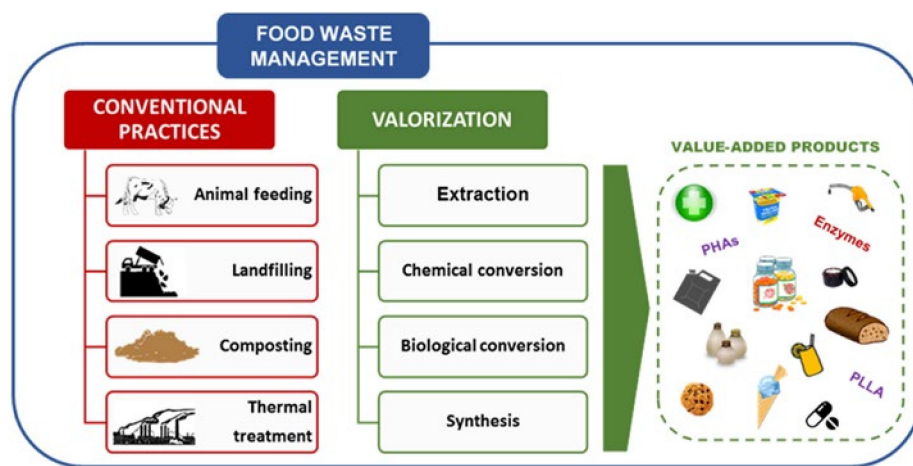 FOOD WASTE
MANAGEMENT
CONVENTIONAL
PRACTICES
Animal feeding
Landfilling
Composting
Thermal
treatment
VALORIZATION
Extraction
Chemical conversion
Biological conversion
Synthesis
VALUE-ADDED PRODUCTS
PHAs
Enzymes
PLLA